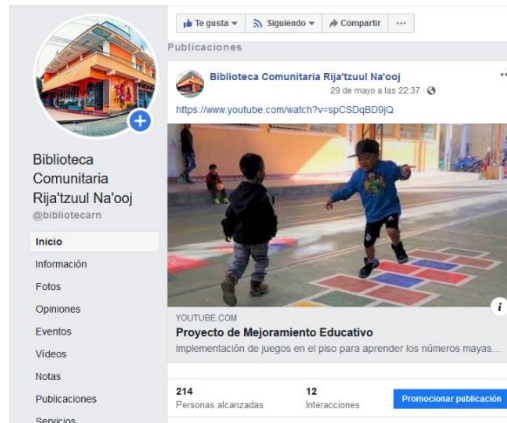 Te gusta Siguiendo Compartir ...
Publicaciones
Biblioteca Comunitaria Rija'tzuul Na'ooj
29 de mayo a las 22:37
https://www.youtube.com/watch?v=spCSDqBD9jQ
Biblioteca
Comunitaria
Rija'tzuul Na'ooj
@bibliotecarn
Inicio
Información
Fotos
Opiniones
Eventos
Vídeos
Notas
Publicaciones
Servicios
YOUTUBE.COM
Proyecto de Mejoramiento Educativo
Implementación de juegos en el piso para aprender los números mayas...
214
Personas alcanzadas
12
Interacciones
Promocionar publicación